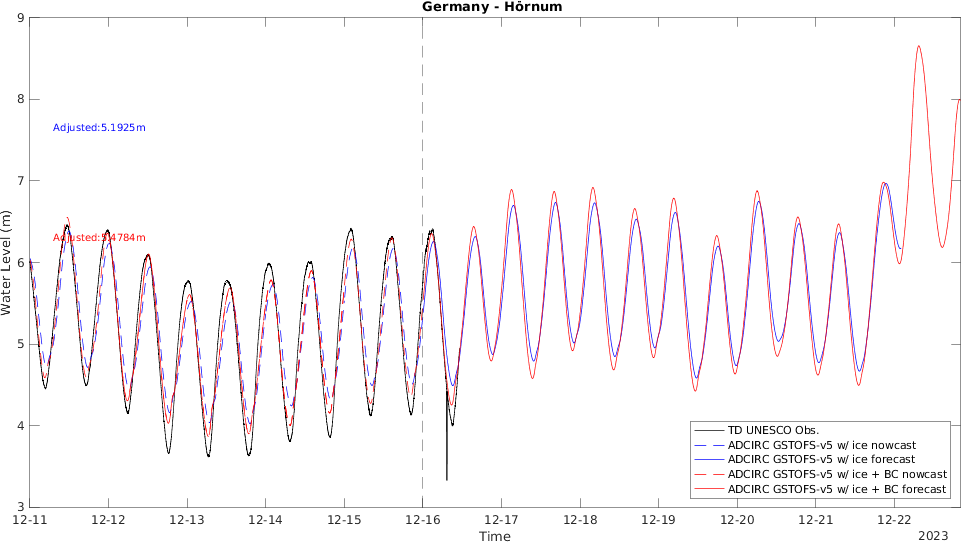 Germany - Hörnum
9
8
7
6
5
4
3
Water Level (m)
Adjusted:5.1925m
Adjusted:5.4784m
TD UNESCO Obs.
ADCIRC GSTOFS-v5 w/ ice nowcast
ADCIRC GSTOFS-v5 w/ ice forecast
ADCIRC GSTOFS-v5 w/ ice + BC nowcast
ADCIRC GSTOFS-v5 w/ ice + BC forecast
12-11 12-12 12-13 12-14 12-15 12-16 12-17 12-18 12-19 12-20 12-21 12-22
Time
2023